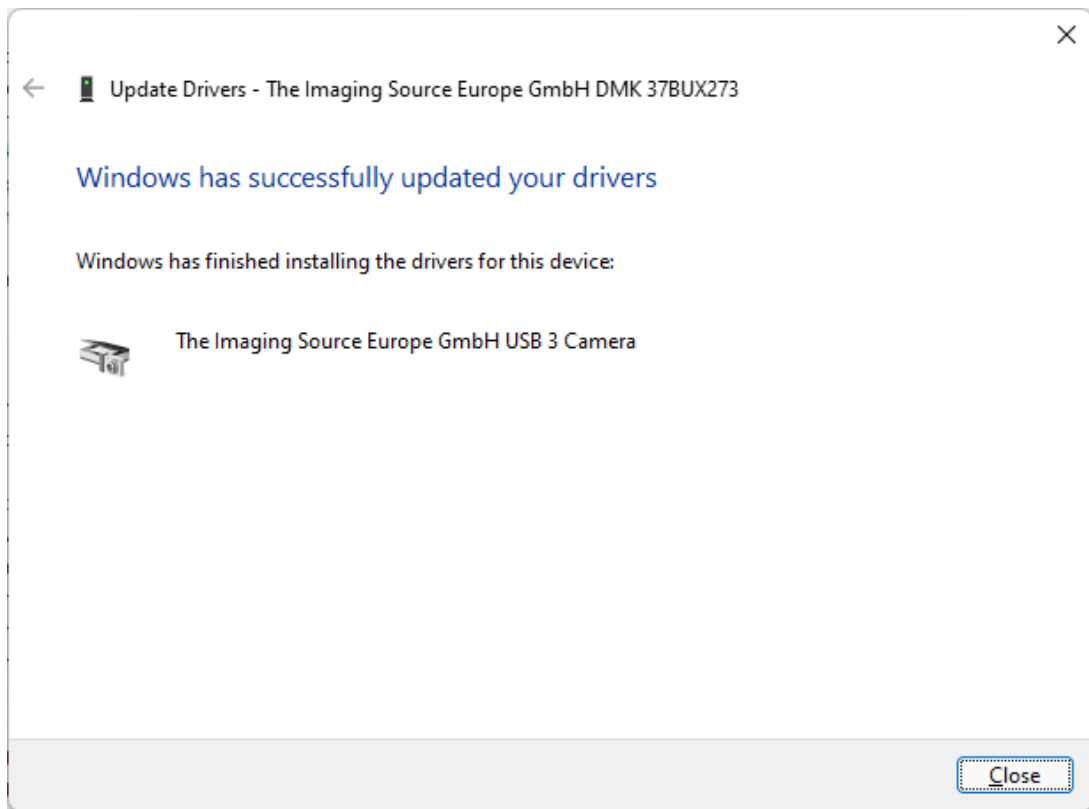 Update Drivers - The Imaging Source Europe GmbH DMK 37BUX273
Windows has successfully updated your drivers
Windows has finished installing the drivers for this device:
The Imaging Source Europe GmbH USB 3 Camera
Close